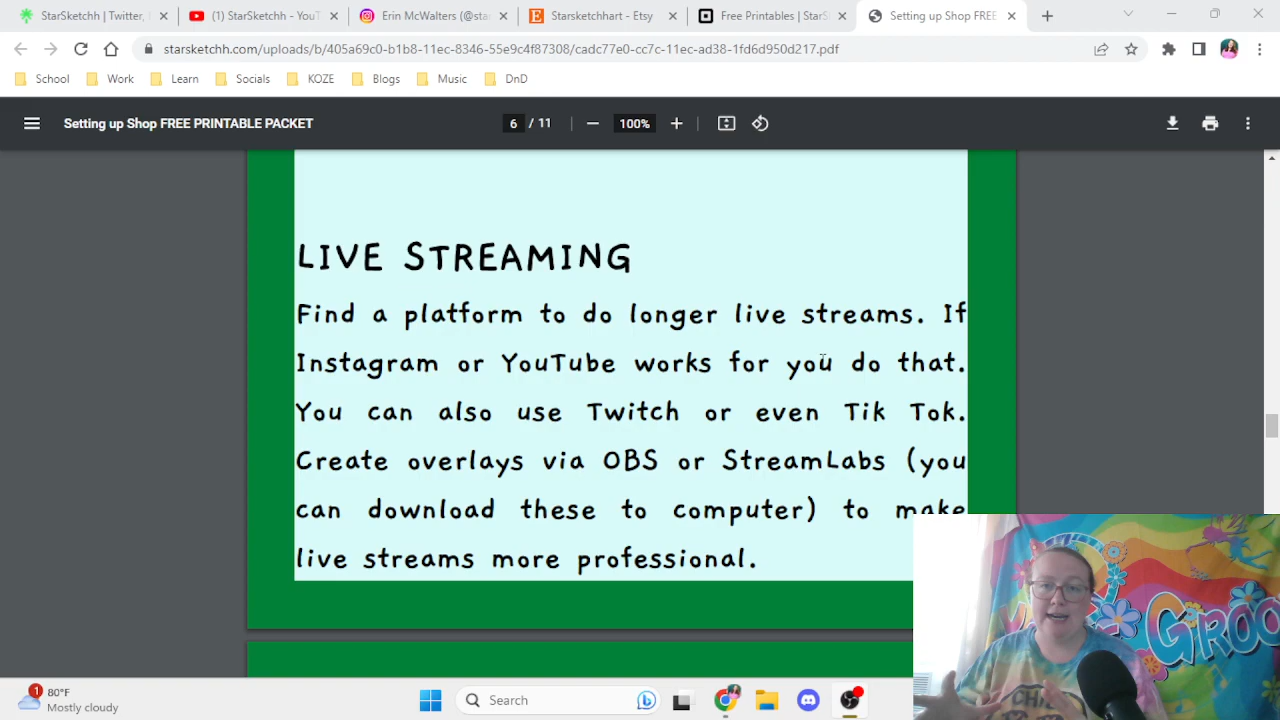 StarSketchh | Twitter,
(1) StarSketchh - YouT
Erin McWalters (@sta
Starsketchhart - Etsy
Free Printables | StarS
Setting up Shop FREE
starsketchh.com/uploads/b/405a69c0-b1b8-11ec-8346-55e9c4f87308/cadc77e0-cc7c-11ec-ad38-1fd6d950d217.pdf
School
Work
Learn
Socials
KOZE
Blogs
Music
DnD
Setting up Shop FREE PRINTABLE PACKET
6 / 11
100%
LIVE STREAMING
Find a platform to do longer live streams. If
Instagram or YouTube works for you do that.
You can also use Twitch or even Tik Tok.
Create overlays via OBS or StreamLabs (you
can download these to computer) to make
live streams more professional.
GIROO
CHIL
1
80°F
Mostly cloudy
Search